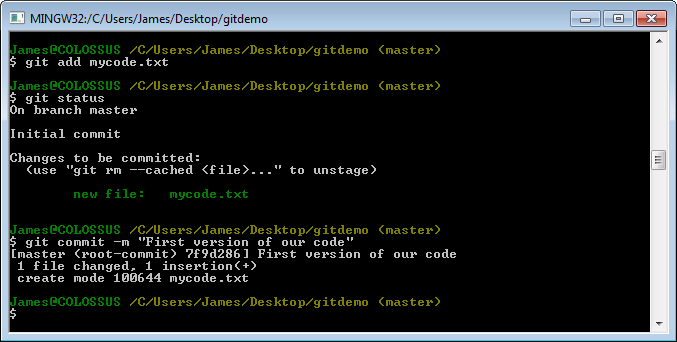 MINGW32:/C/Users/James/Desktop/gitdemo
James@COLOSSUS /C/Users/James/Desktop/gitdemo (master)
$ git add mycode.txt
James@COLOSSUS /C/Users/James/Desktop/gitdemo (master)
$ git status
On branch master
Initial commit
Changes to be committed:
  (use "git rm --cached <file>..." to unstage)
        new file:   mycode.txt
James@COLOSSUS /C/Users/James/Desktop/gitdemo (master)
$ git commit -m "First version of our code"
[master (root-commit) 7f9d286] First version of our code
 1 file changed, 1 insertion(+)
 create mode 100644 mycode.txt
James@COLOSSUS /C/Users/James/Desktop/gitdemo (master)
$